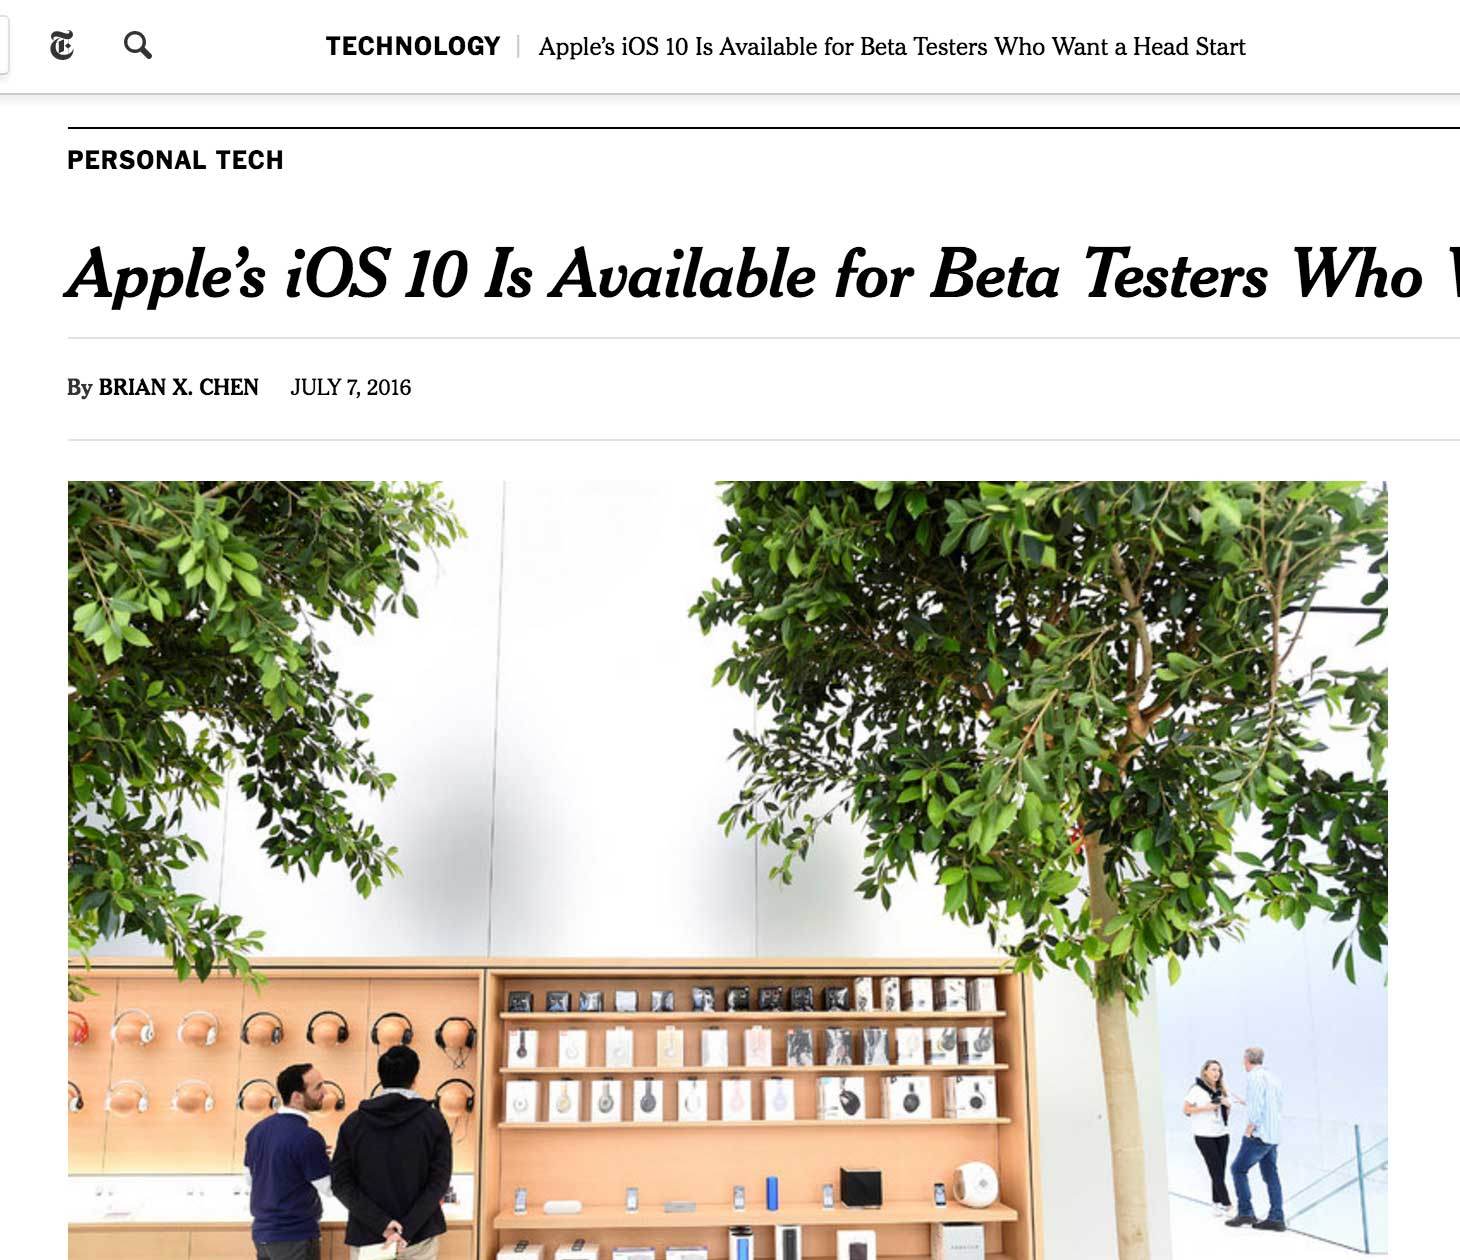 TECHNOLOGY | Apple’s iOS 10 Is Available for Beta Testers Who Want a Head Start
PERSONAL TECH
Apple’s iOS 10 Is Available for Beta Testers Who
By BRIAN X. CHEN JULY 7, 2016